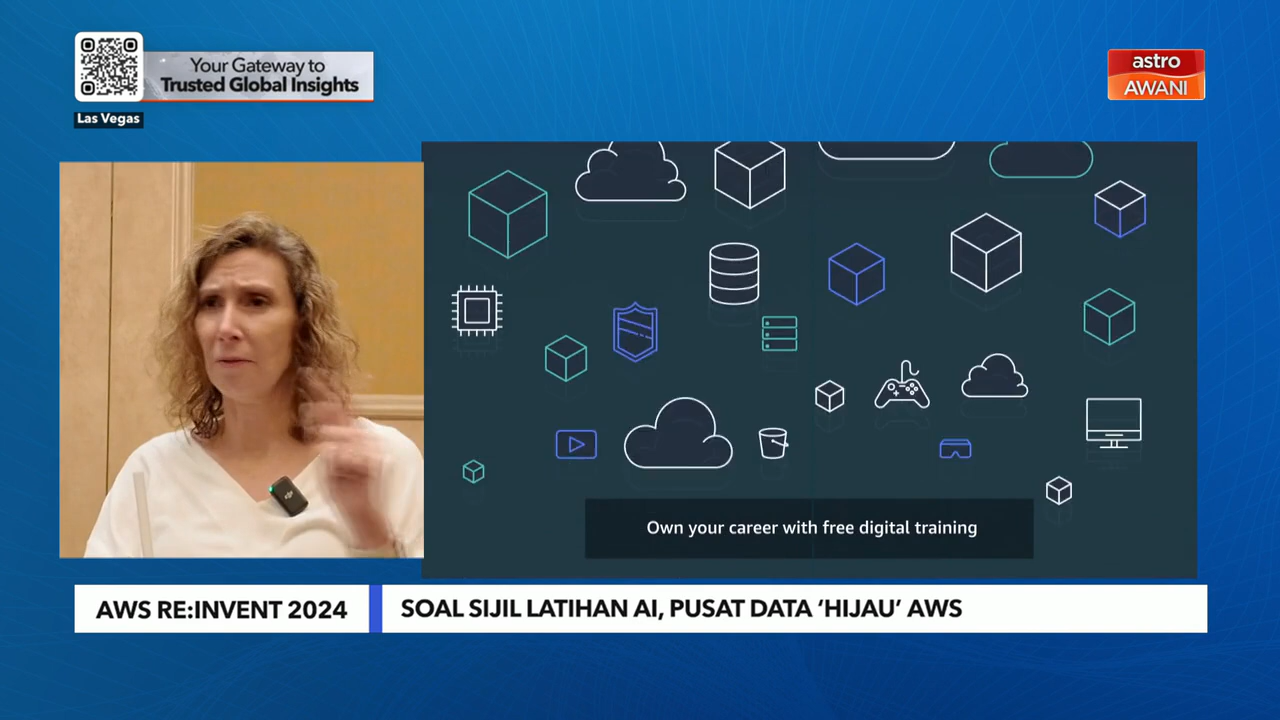 Your Gateway to
Trusted Global Insights
Las Vegas
astro
AWANI
Own your career with free digital training
AWS RE:INVENT 2024
SOAL SIJIL LATIHAN AI, PUSAT DATA ‘HIJAU’ AWS